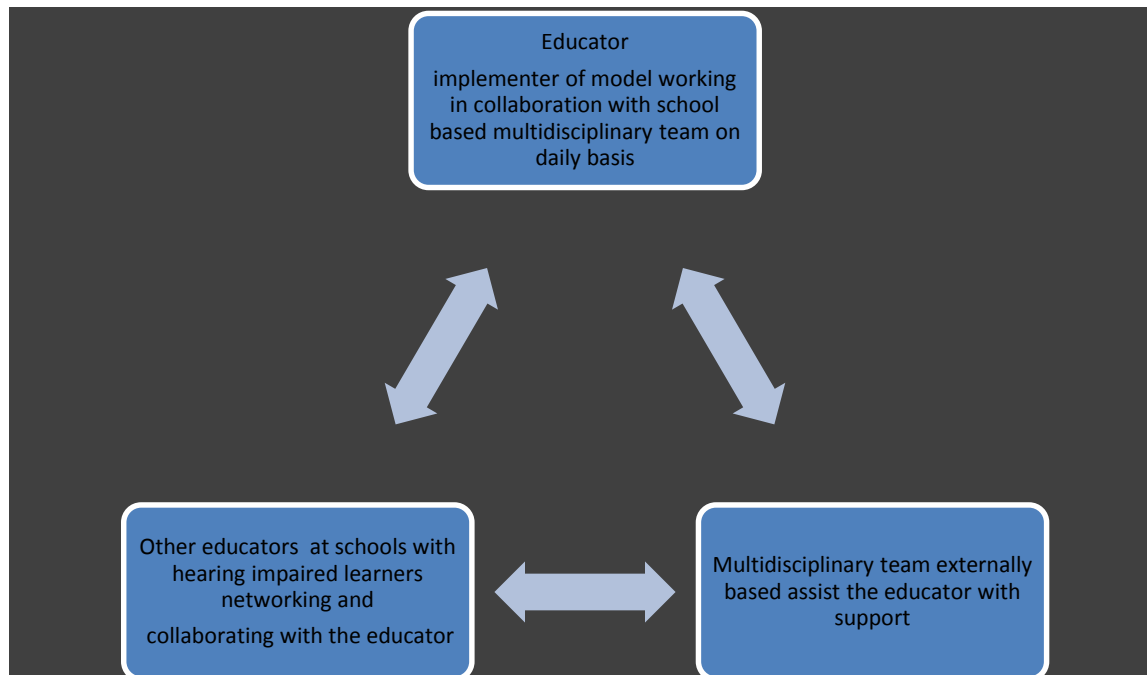 Educator
implementer of model working
in collaboration with school
based multidisciplinary team on
daily basis
Other educators at schools with
hearing impaired learners
networking and
collaborating with the educator
Multidisciplinary team externally
based assist the educator with
support